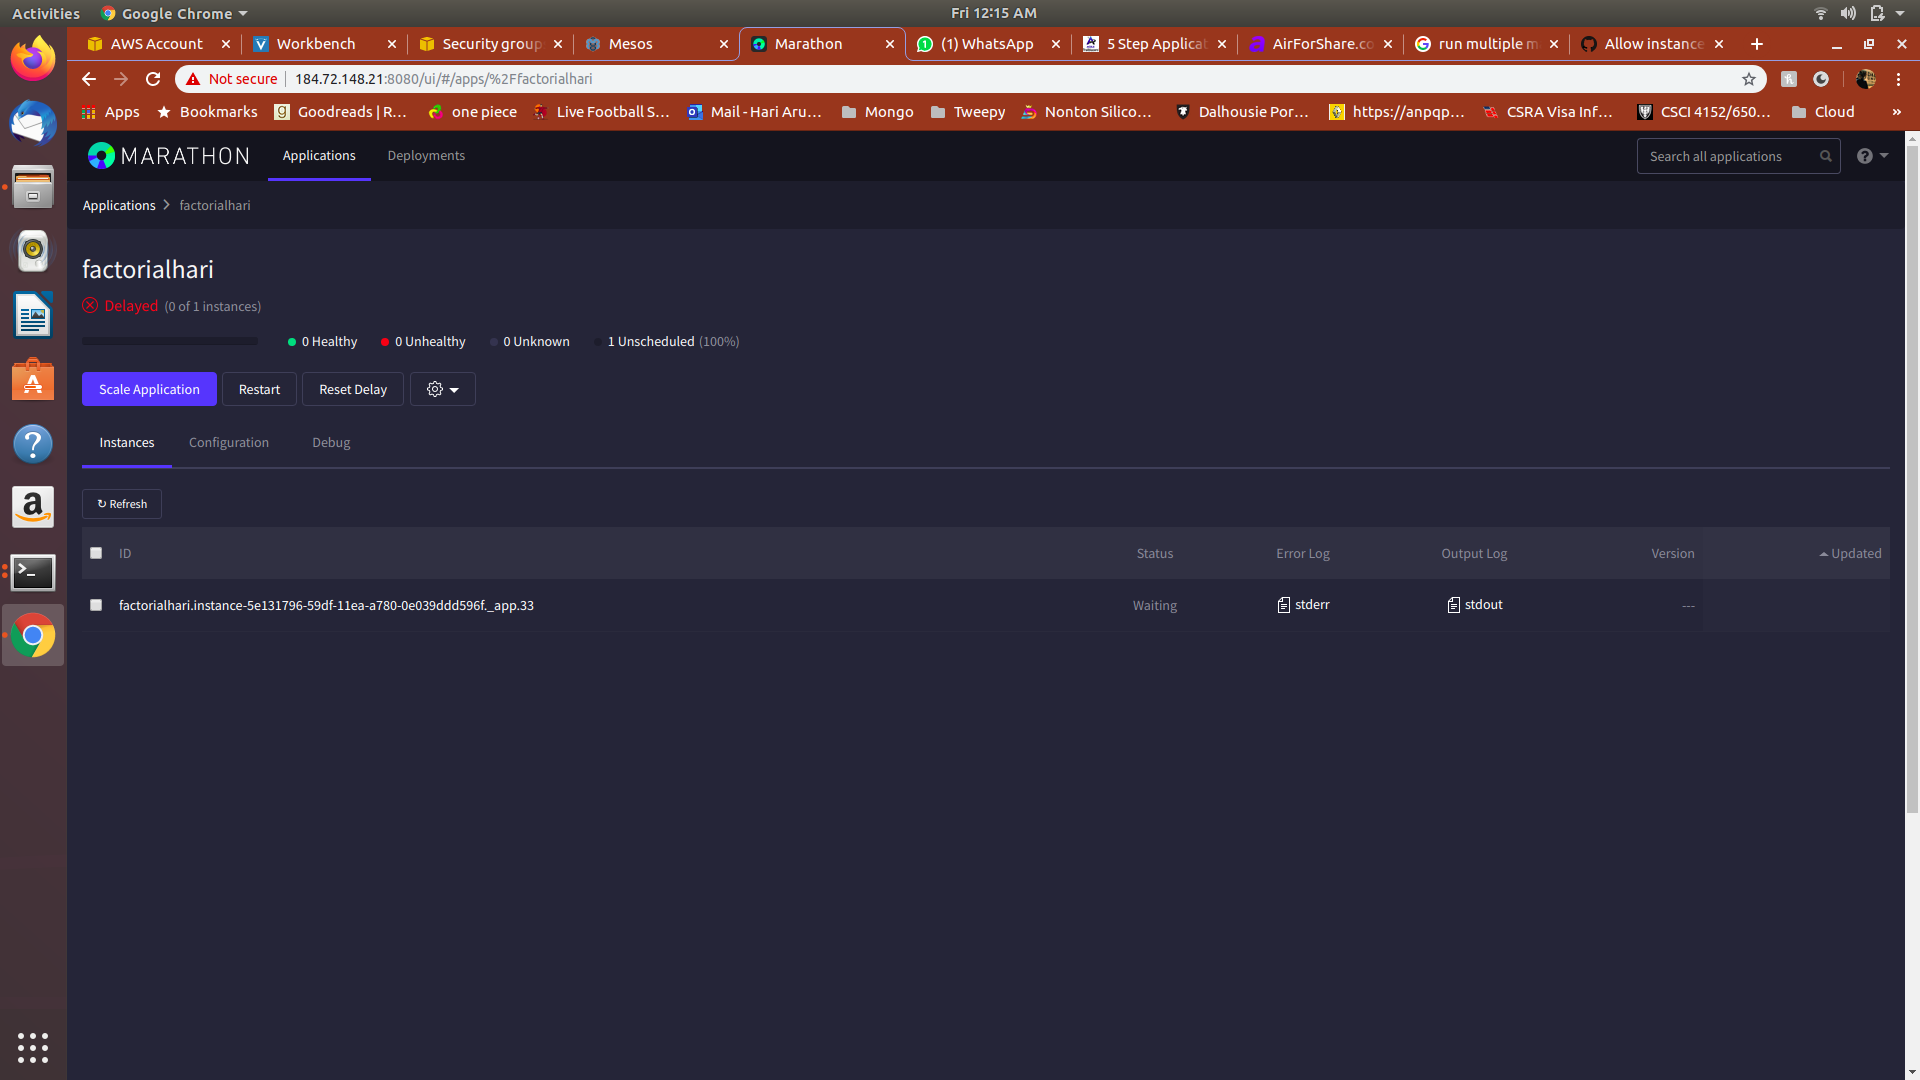 Activities Google Chrome Fri 12:15 AM
AWS Account Workbench Security group Mesos Marathon (1) WhatsApp 5 Step Applicat AirForShare.co run multiple m Allow instance
Not secure 184.72.148.21:8080/ui/#/apps/%2Ffactorialhari
Apps Bookmarks Goodreads | R... one piece Live Football S... Mail - Hari Aru... Mongo Tweepy Nonton Silico... Dalhousie Por... https://anpqp... CSRA Visa Inf... CSCI 4152/650... Cloud »
MARATHON Applications Deployments Search all applications
Applications factorialhari
factorialhari
Delayed (0 of 1 instances)
0 Healthy 0 Unhealthy 0 Unknown 1 Unscheduled (100%)
Scale Application Restart Reset Delay
Instances Configuration Debug
↻ Refresh
ID Status Error Log Output Log Version Updated
factorialhari.instance-5e131796-59df-11ea-a780-0e039ddd596f._app.33 Waiting stderr stdout ---